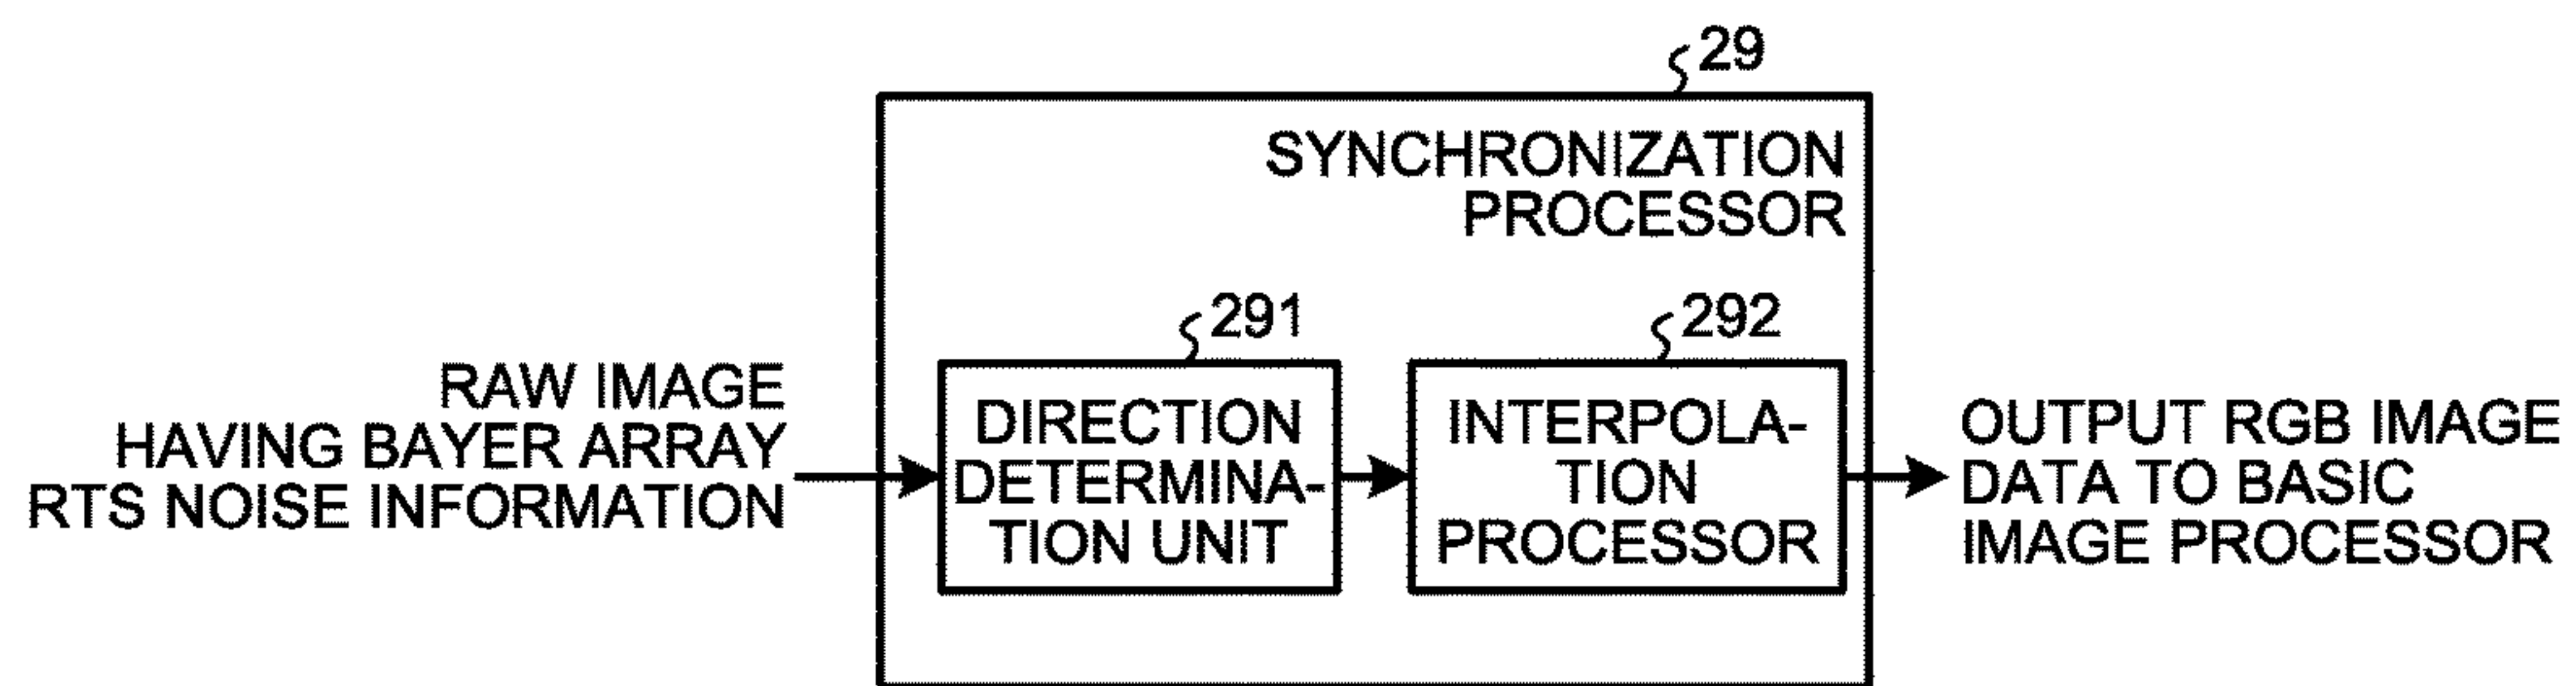 29
SYNCHRONIZATION
PROCESSOR
291
292
RAW IMAGE
HAVING BAYER ARRAY
RTS NOISE INFORMATION
DIRECTION
DETERMINA-
TION UNIT
INTERPOLA-
TION
PROCESSOR
OUTPUT RGB IMAGE
DATA TO BASIC
IMAGE PROCESSOR